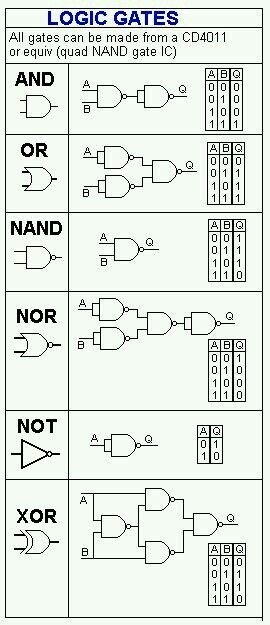 LOGIC GATES
All gates can be made from a CD4011
or equiv (quad NAND gate IC)
AND
A
B
Q
A B Q
0 0 0
0 1 0
1 0 0
1 1 1
OR
A
B
Q
A B Q
0 0 0
0 1 1
1 0 1
1 1 1
NAND
A
B
Q
A B Q
0 0 1
0 1 1
1 0 1
1 1 0
NOR
A
B
Q
A B Q
0 0 1
0 1 0
1 0 0
1 1 0
NOT
A
Q
A Q
0 1
1 0
XOR
A
B
Q
A B Q
0 0 0
0 1 1
1 0 1
1 1 0